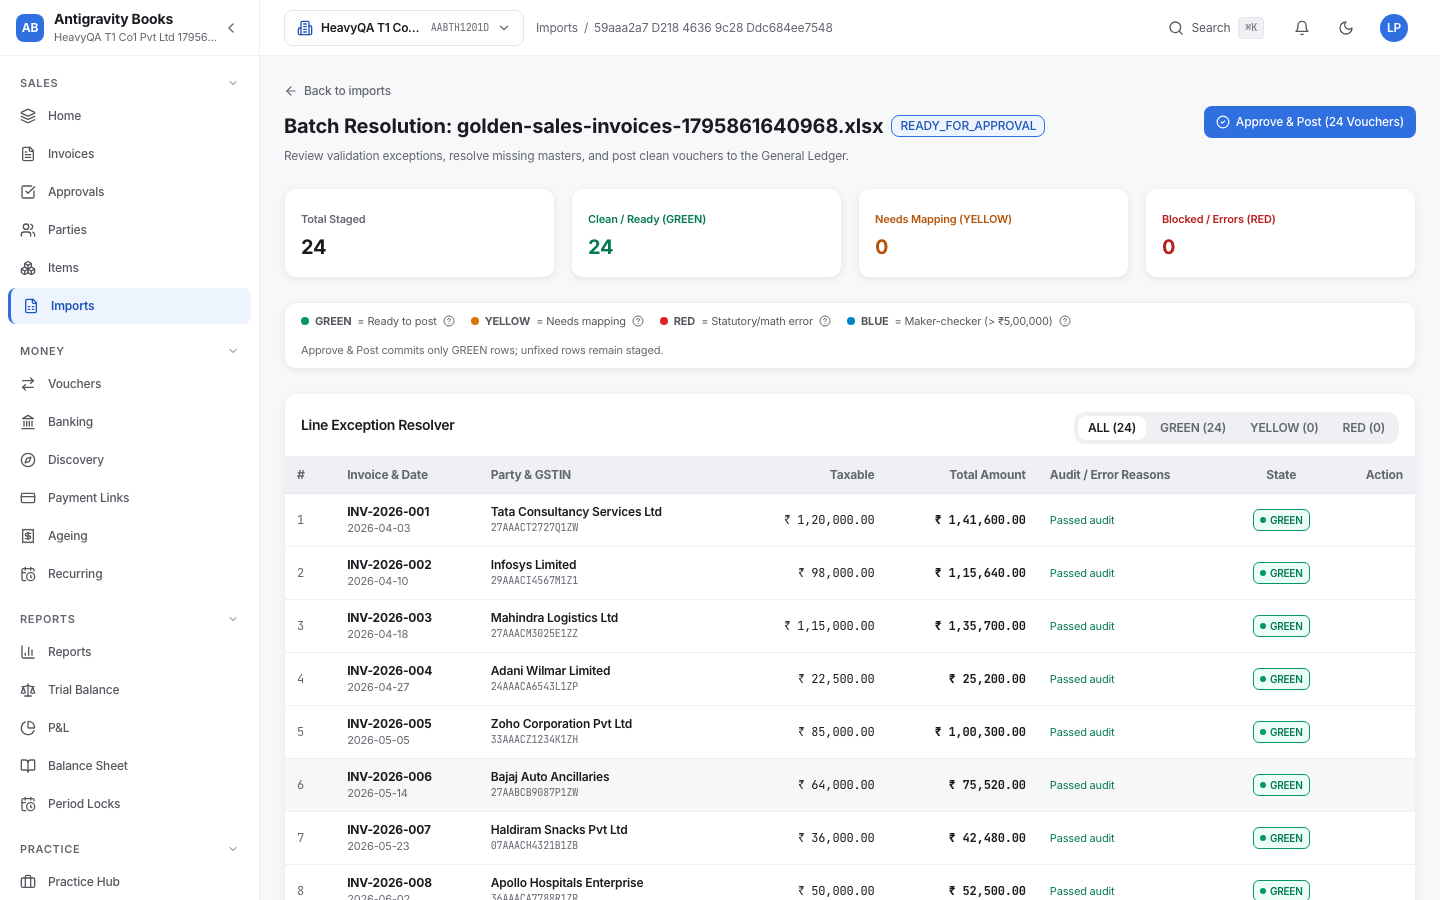 AB
Antigravity Books
HeavyQA T1 Co1 Pvt Ltd 17956...
HeavyQA T1 Co... AABTH1201D
Imports / 59aaa2a7 D218 4636 9c28 Ddc684ee7548
Search ⌘K
LP
SALES
Home
Invoices
Approvals
Parties
Items
Imports
MONEY
Vouchers
Banking
Discovery
Payment Links
Ageing
Recurring
REPORTS
Reports
Trial Balance
P&L
Balance Sheet
Period Locks
PRACTICE
Practice Hub
Back to imports
Batch Resolution: golden-sales-invoices-1795861640968.xlsx READY_FOR_APPROVAL
Approve & Post (24 Vouchers)
Review validation exceptions, resolve missing masters, and post clean vouchers to the General Ledger.
Total Staged
24
Clean / Ready (GREEN)
24
Needs Mapping (YELLOW)
0
Blocked / Errors (RED)
0
GREEN = Ready to post YELLOW = Needs mapping RED = Statutory/math error BLUE = Maker-checker (> ₹5,00,000)
Approve & Post commits only GREEN rows; unfixed rows remain staged.
Line Exception Resolver
ALL (24) GREEN (24) YELLOW (0) RED (0)
# Invoice & Date Party & GSTIN Taxable Total Amount Audit / Error Reasons State Action
1 INV-2026-001 Tata Consultancy Services Ltd ₹ 1,20,000.00 ₹ 1,41,600.00 Passed audit GREEN
2026-04-03 27AAACT2727Q1ZW
2 INV-2026-002 Infosys Limited ₹ 98,000.00 ₹ 1,15,640.00 Passed audit GREEN
2026-04-10 29AAACI4567M1Z1
3 INV-2026-003 Mahindra Logistics Ltd ₹ 1,15,000.00 ₹ 1,35,700.00 Passed audit GREEN
2026-04-18 27AAACM3025E1ZZ
4 INV-2026-004 Adani Wilmar Limited ₹ 22,500.00 ₹ 25,200.00 Passed audit GREEN
2026-04-27 24AAACA6543L1ZP
5 INV-2026-005 Zoho Corporation Pvt Ltd ₹ 85,000.00 ₹ 1,00,300.00 Passed audit GREEN
2026-05-05 33AAACZ1234K1ZH
6 INV-2026-006 Bajaj Auto Ancillaries ₹ 64,000.00 ₹ 75,520.00 Passed audit GREEN
2026-05-14 27AABCB9087P1ZW
7 INV-2026-007 Haldiram Snacks Pvt Ltd ₹ 36,000.00 ₹ 42,480.00 Passed audit GREEN
2026-05-23 07AAACH4321B1ZB
8 INV-2026-008 Apollo Hospitals Enterprise ₹ 50,000.00 ₹ 52,500.00 Passed audit GREEN
2026-06-02 36AAACA7788R1ZR